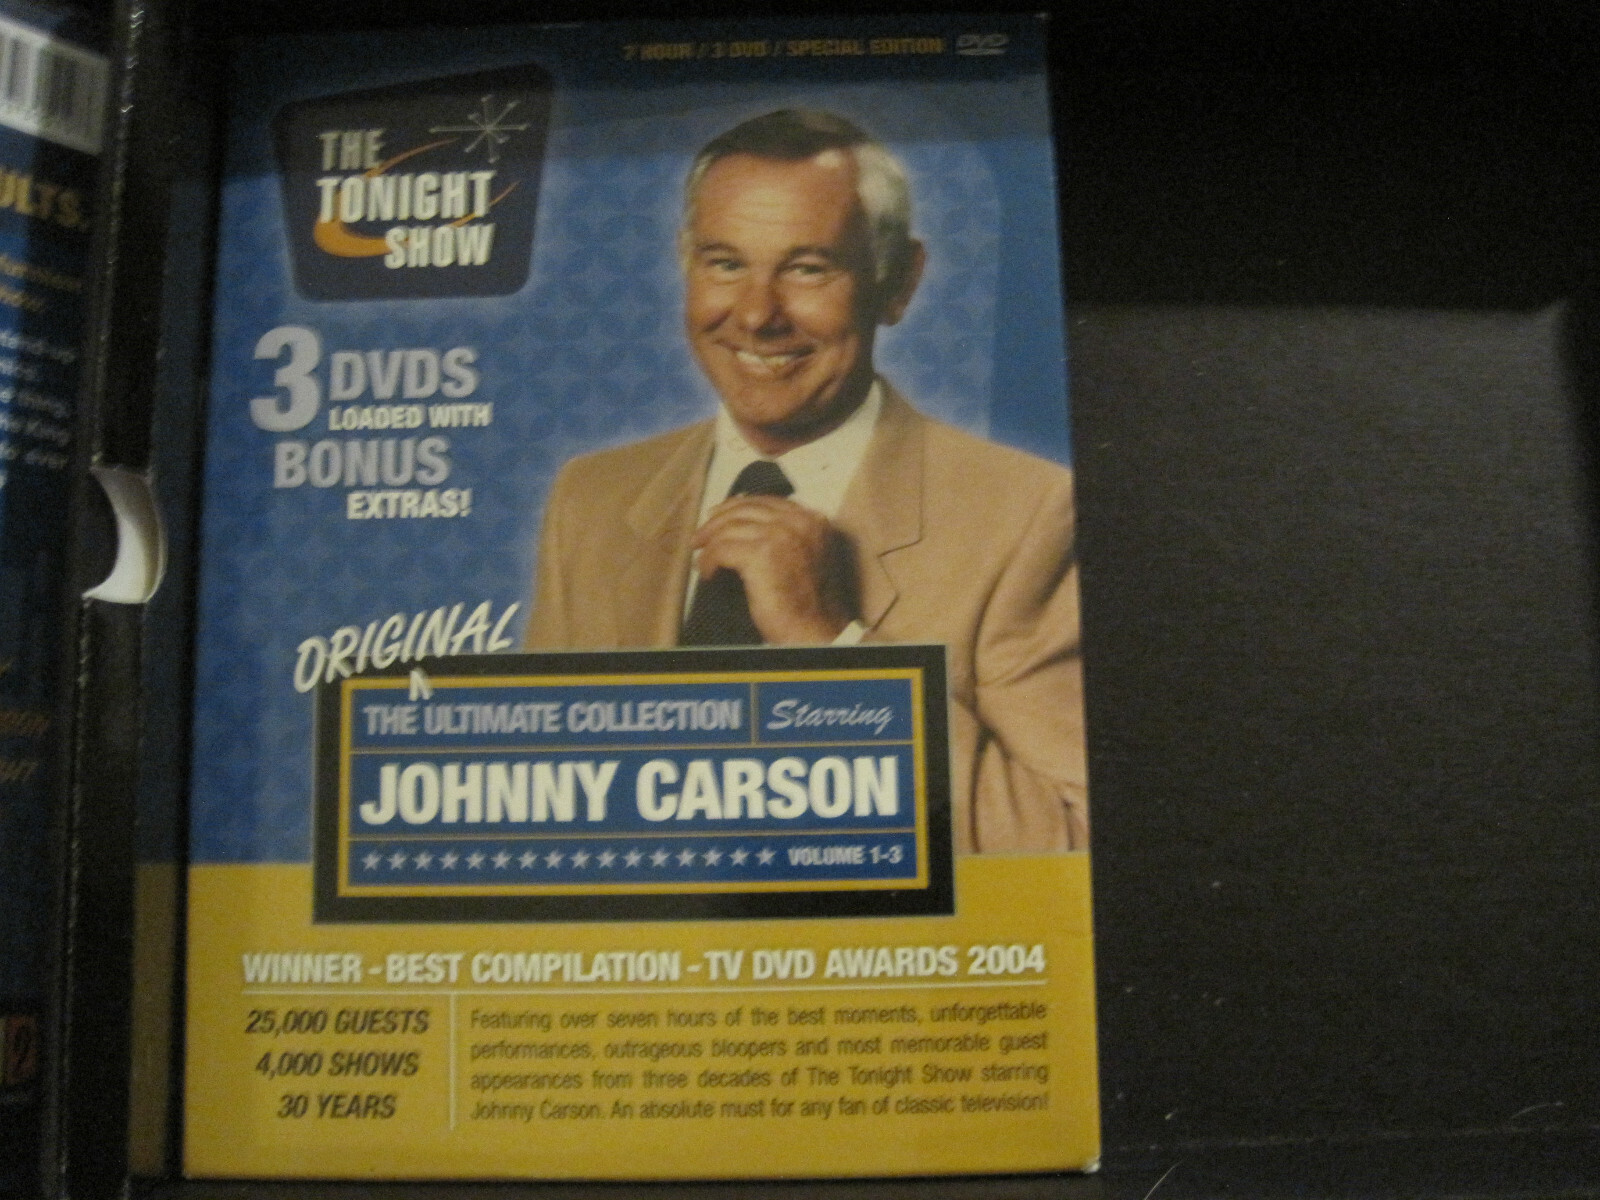 7 HOUR / 3 DVD / SPECIAL EDITION DVD
THE
TONIGHT
SHOW
3 DVDS
LOADED WITH
BONUS
EXTRAS!
ORIGINAL
THE ULTIMATE COLLECTION Starring
JOHNNY CARSON
VOLUME 1-3
WINNER - BEST COMPILATION - TV DVD AWARDS 2004
25,000 GUESTS
4,000 SHOWS
30 YEARS
Featuring over seven hours of the best moments, unforgettable
performances, outrageous bloopers and most memorable guest
appearances from three decades of The Tonight Show starring
Johnny Carson. An absolute must for any fan of classic television!